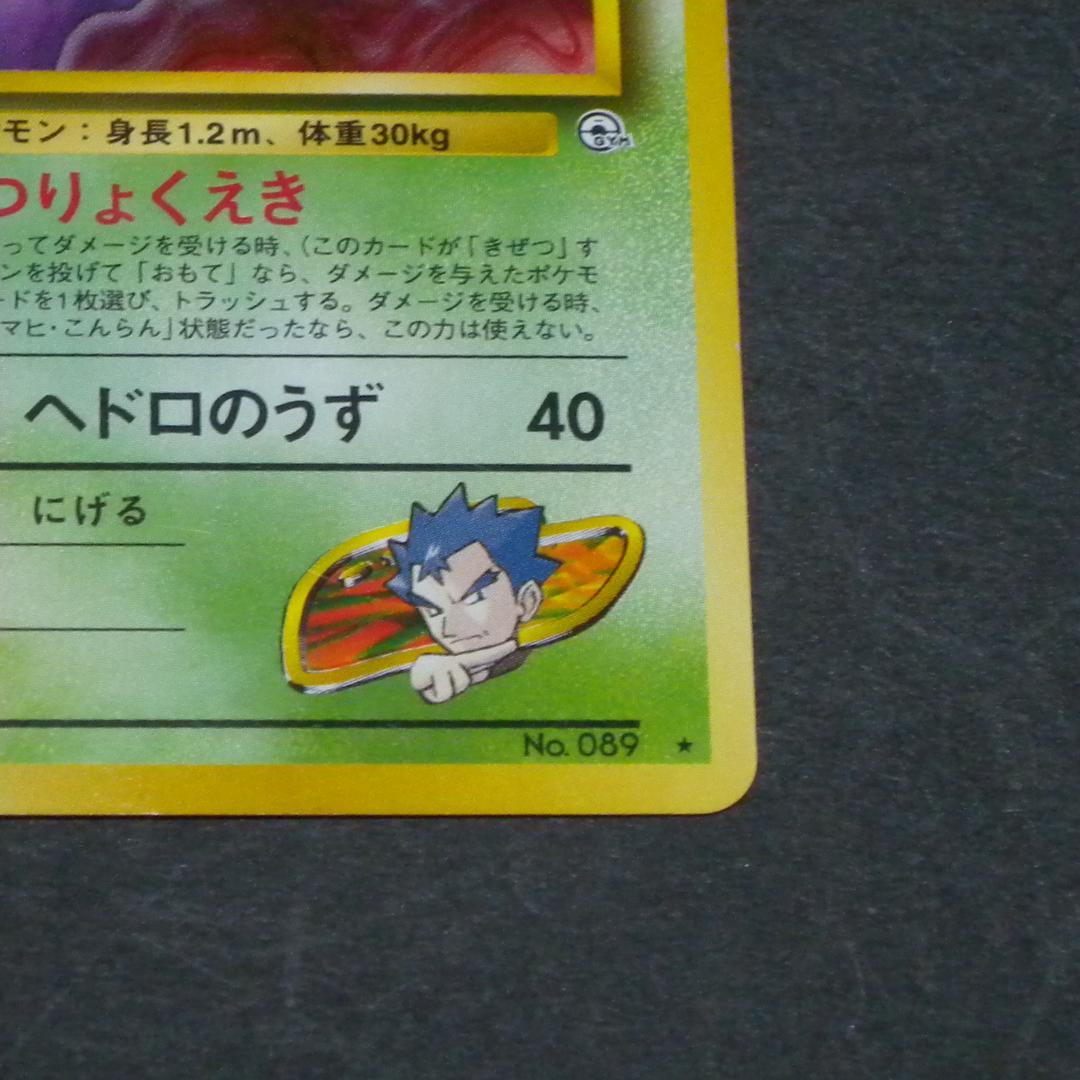 モン：身長1.2m、体重30kg
GYM
つりょくえき
ってダメージを受ける時、（このカードが「きぜつ」す
ンを投げて「おもて」なら、ダメージを与えたポケモ
ードを1枚選び、トラッシュする。ダメージを受ける時、
マヒ・こんらん」状態だったなら、この力は使えない。
ヘドロのうず 40
にげる
No. 089 ★